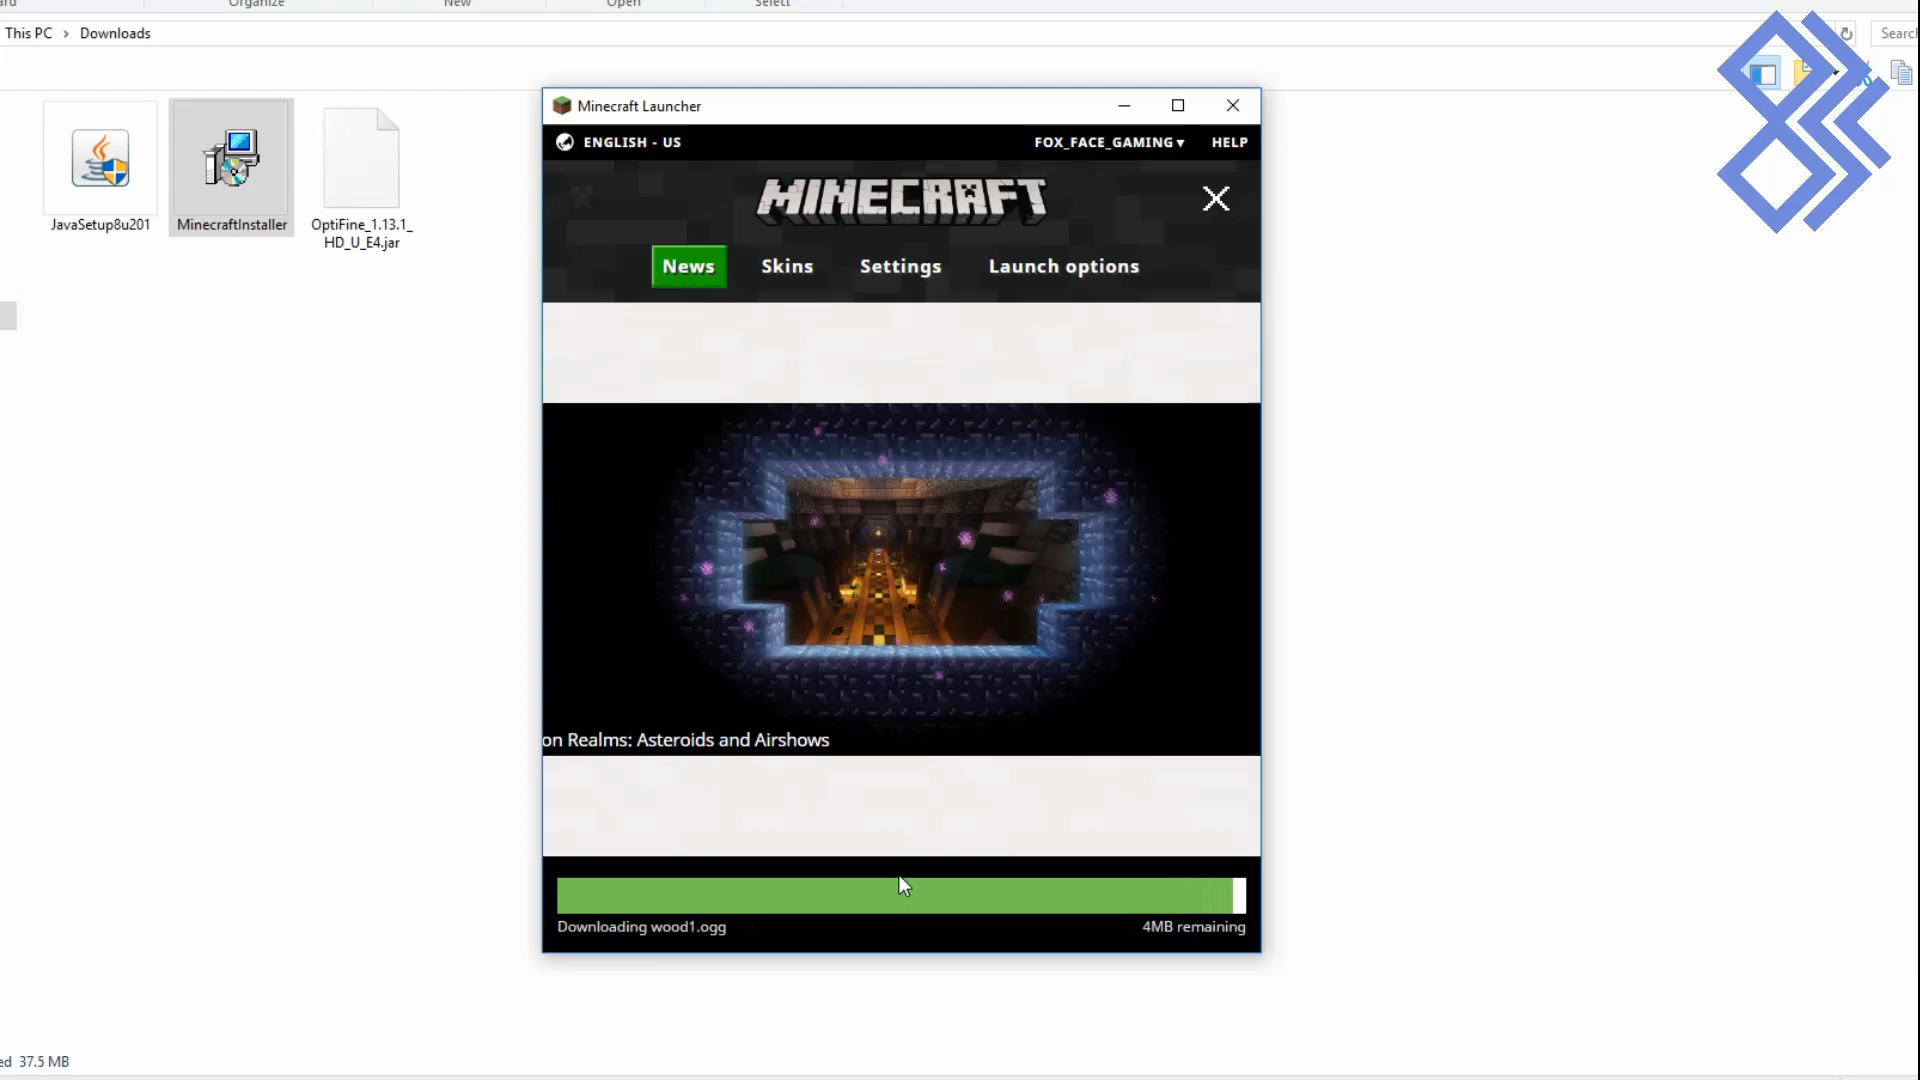 Organize
New
Open
Select
This PC > Downloads
Search
JavaSetup8u201
MinecraftInstaller
OptiFine_1.13.1_
HD_U_E4.jar
Minecraft Launcher
ENGLISH - US
FOX_FACE_GAMING
HELP
MINECRAFT
News
Skins
Settings
Launch options
on Realms: Asteroids and Airshows
Downloading wood1.ogg
4MB remaining
ed 37.5 MB